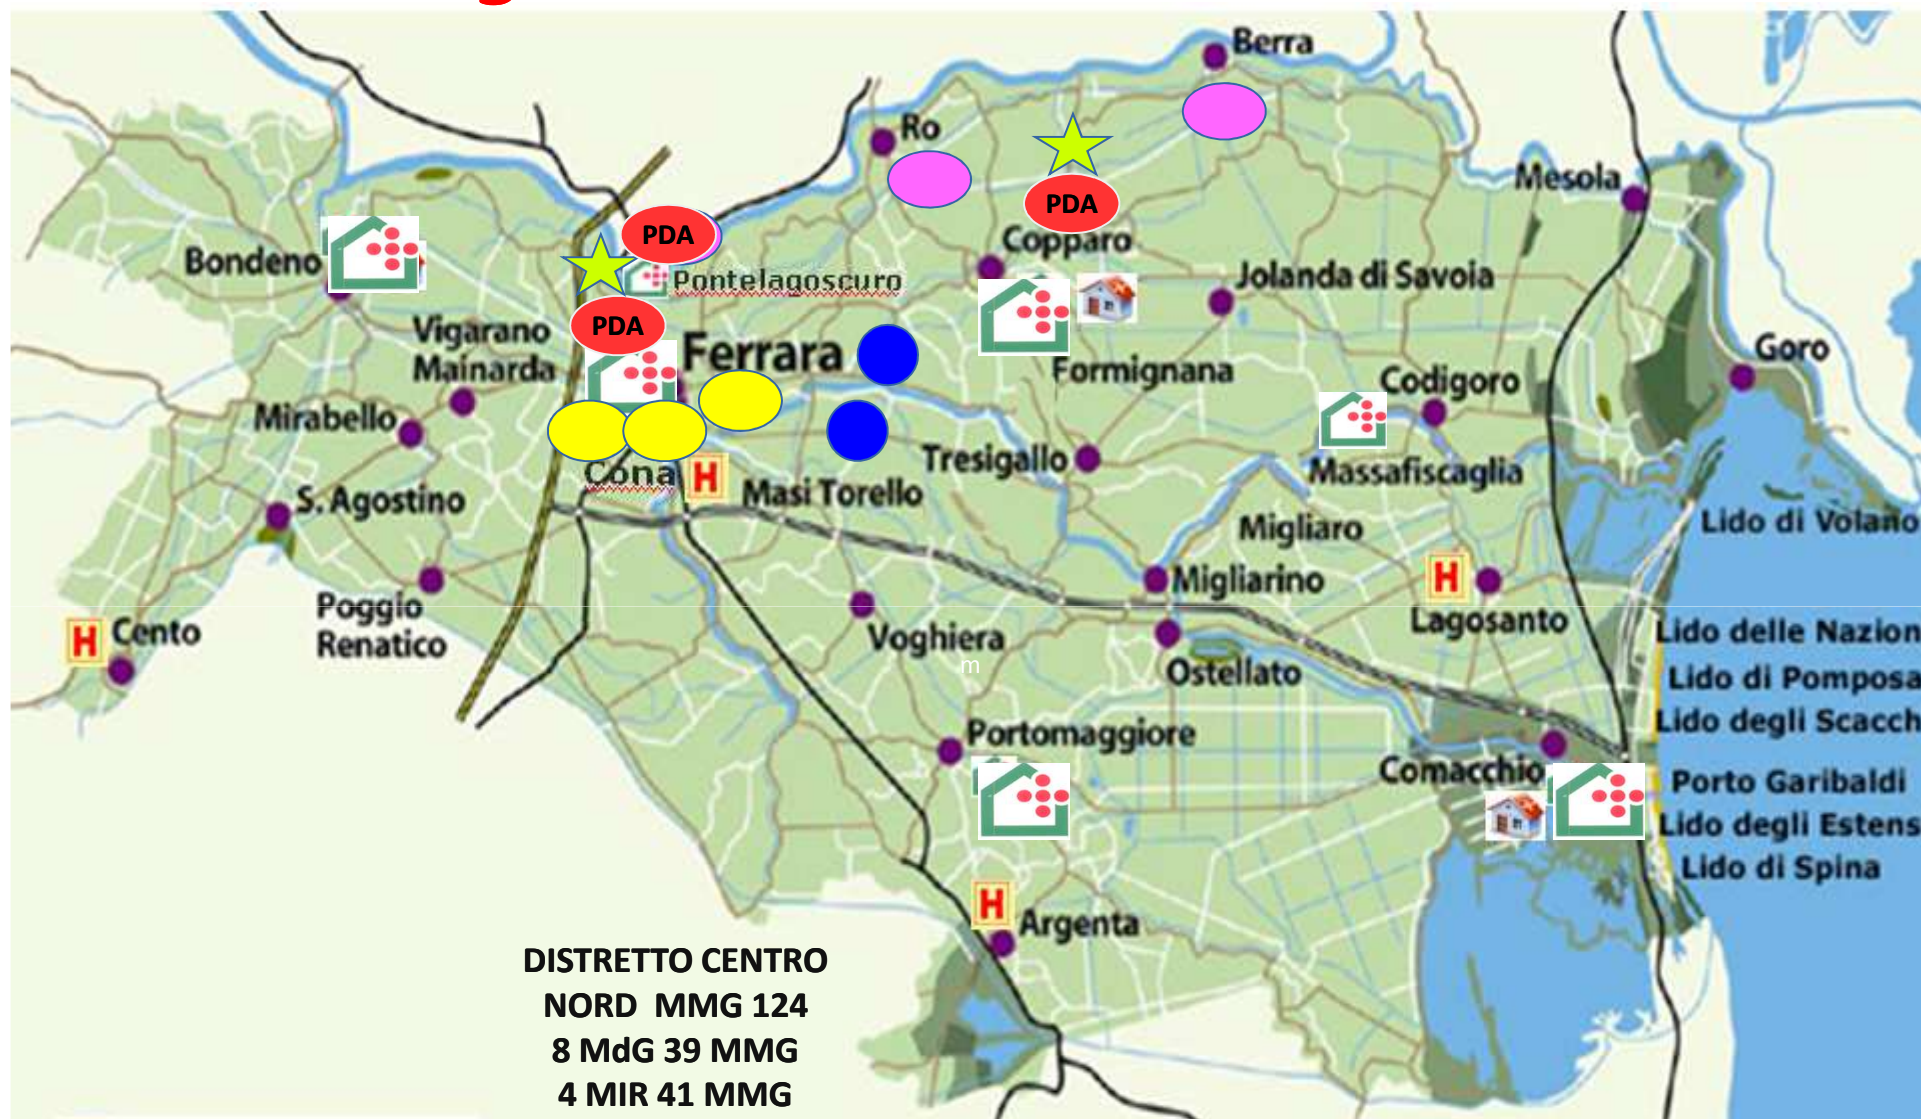 Berra
Ro
Mesola
PDA
PDA
Copparo
Bondeno
Pontelagoscuro
Jolanda di Savoia
PDA
Vigarano
Mainarda
Ferrara
Goro
Formignana
Codigoro
Mirabello
Tresigallo
Massafiscaglia
Cona
H
Masi Torello
S. Agostino
Lido di Volano
Migliaro
H
Migliarino
Lagosanto
Poggio
Renatico
H
Cento
Voghiera
m
Lido delle Nazion
Ostellato
Lido di Pomposa
Lido degli Scacch
Portomaggiore
Comacchio
Porto Garibaldi
Lido degli Estens
Lido di Spina
H
Argenta
DISTRETTO CENTRO
NORD MMG 124
8 MdG 39 MMG
4 MIR 41 MMG